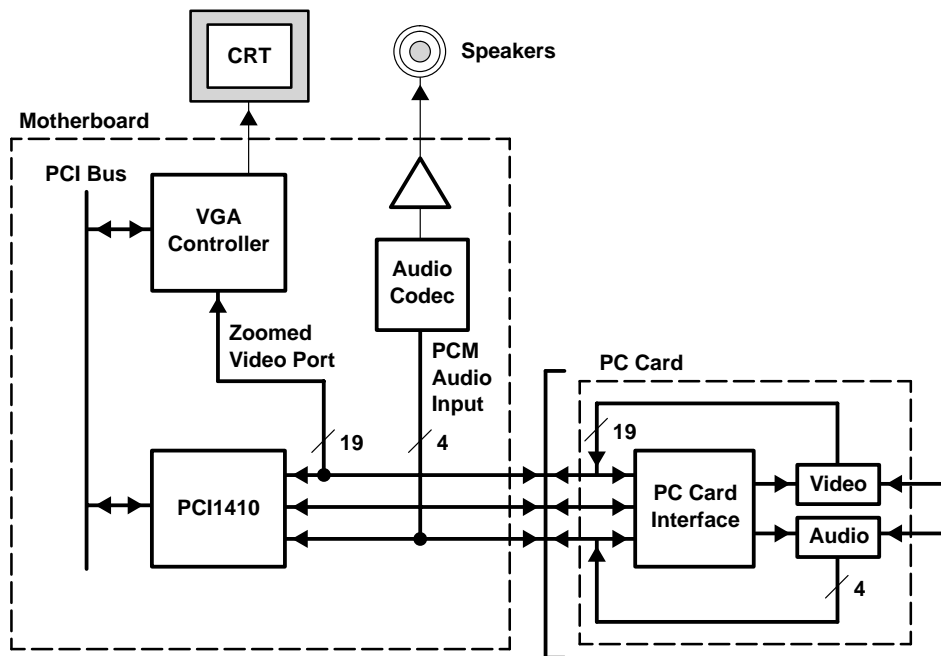 CRT
Speakers
Motherboard
PCI Bus
VGA
Controller
Audio
Codec
Zoomed
Video Port
PCM
Audio
Input
PC Card
19
4
19
PCI1410
PC Card
Interface
Video
Audio
4